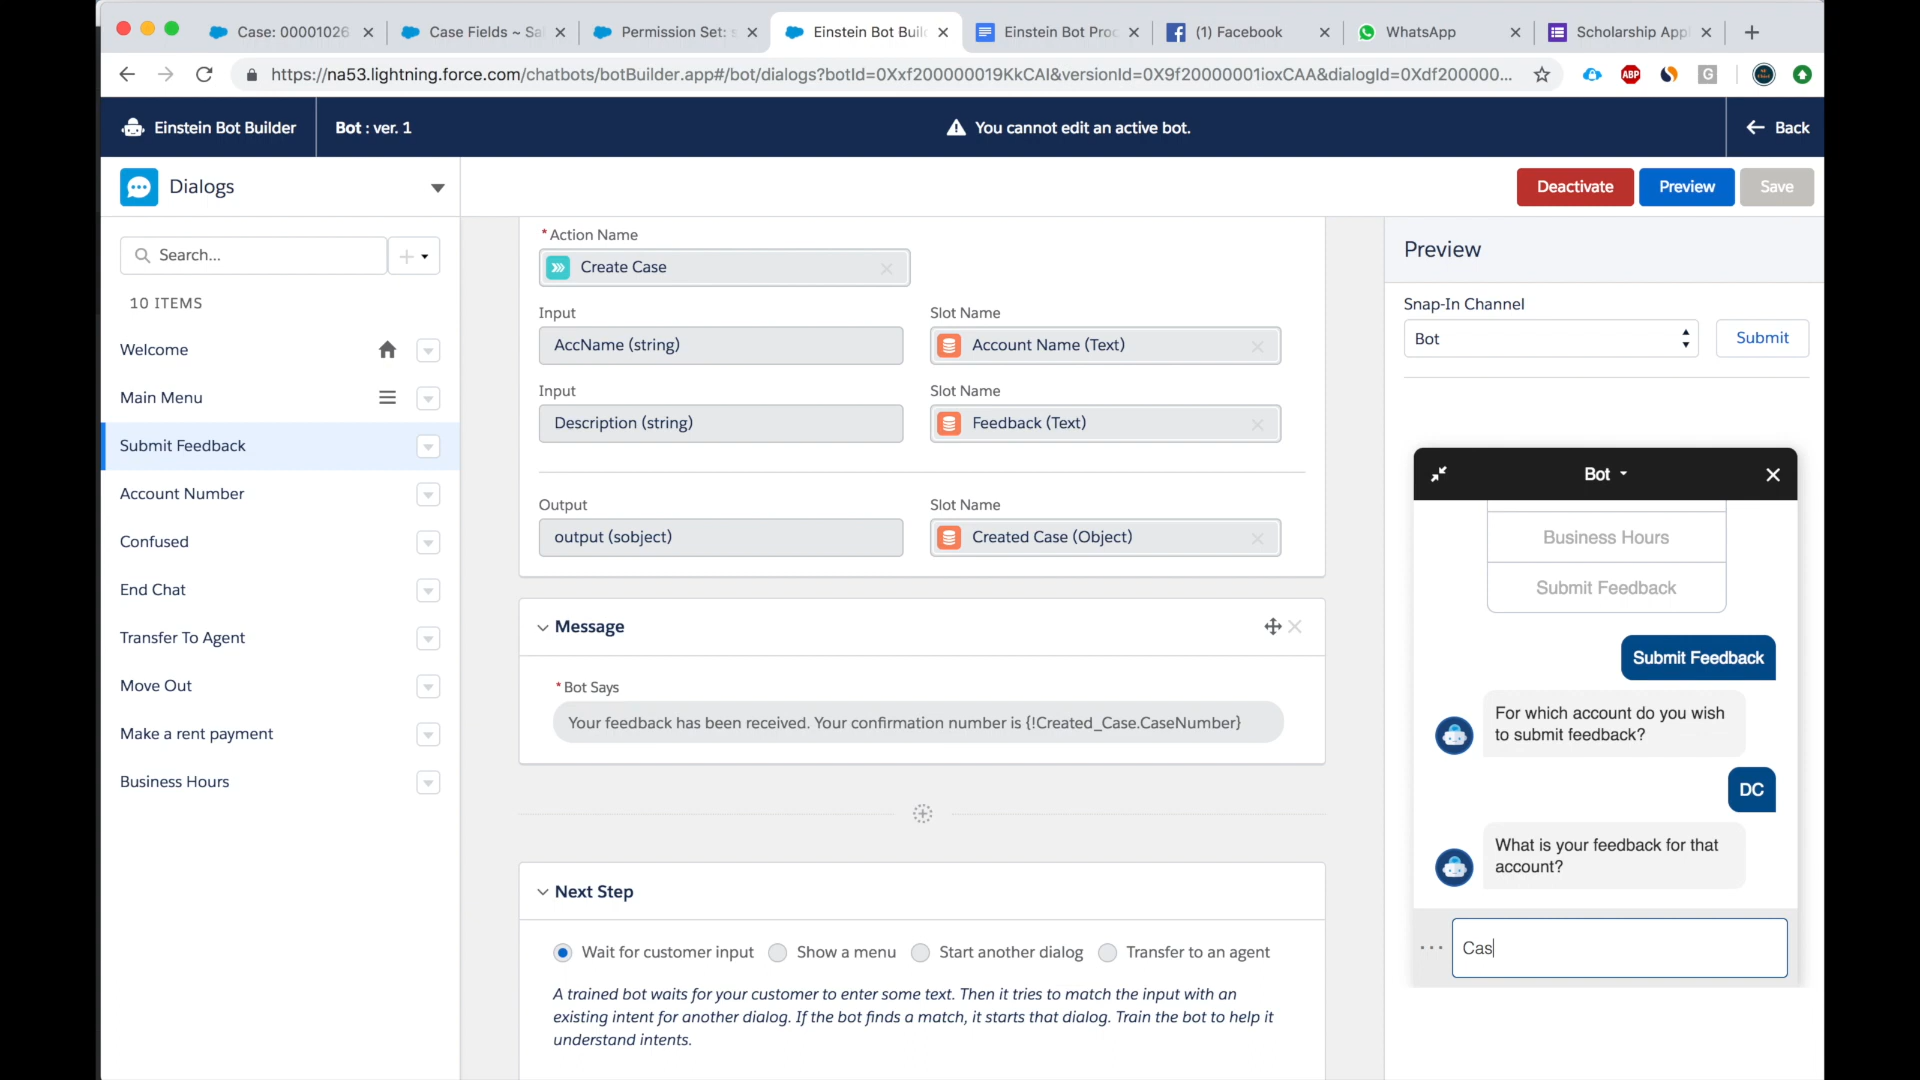 Case: 00001026
Case Fields ~ Sa
Permission Set: s
Einstein Bot Buil
Einstein Bot Proc
(1) Facebook
WhatsApp
Scholarship Appl
https://na53.lightning.force.com/chatbots/botBuilder.app#/bot/dialogs?botId=0Xxf200000019KkCAI&versionId=0X9f20000001ioxCAA&dialogId=0Xdf200000...
ABP
G
Einstein Bot Builder
Bot : ver. 1
You cannot edit an active bot.
Back
Dialogs
Deactivate
Preview
Save
Search...
10 ITEMS
Welcome
Main Menu
Submit Feedback
Account Number
Confused
End Chat
Transfer To Agent
Move Out
Make a rent payment
Business Hours
*Action Name
Create Case
Input
Slot Name
AccName (string)
Account Name (Text)
Input
Slot Name
Description (string)
Feedback (Text)
Output
Slot Name
output (sobject)
Created Case (Object)
Message
*Bot Says
Your feedback has been received. Your confirmation number is {!Created_Case.CaseNumber}
Next Step
Wait for customer input
Show a menu
Start another dialog
Transfer to an agent
A trained bot waits for your customer to enter some text. Then it tries to match the input with an
existing intent for another dialog. If the bot finds a match, it starts that dialog. Train the bot to help it
understand intents.
Preview
Snap-In Channel
Bot
Submit
Bot
Business Hours
Submit Feedback
Submit Feedback
For which account do you wish
to submit feedback?
DC
What is your feedback for that
account?
Cas